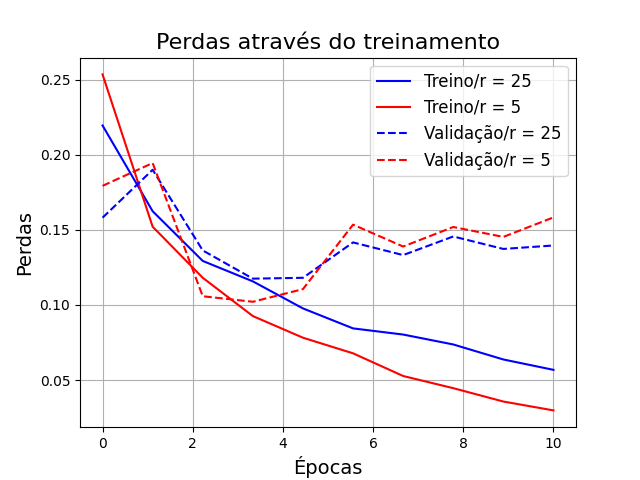 Perdas através do treinamento
Perdas
0.25
0.20
0.15
0.10
0.05
Treino/r = 25
Treino/r = 5
Validação/r = 25
Validação/r = 5
0 2 4 6 8 10
Épocas